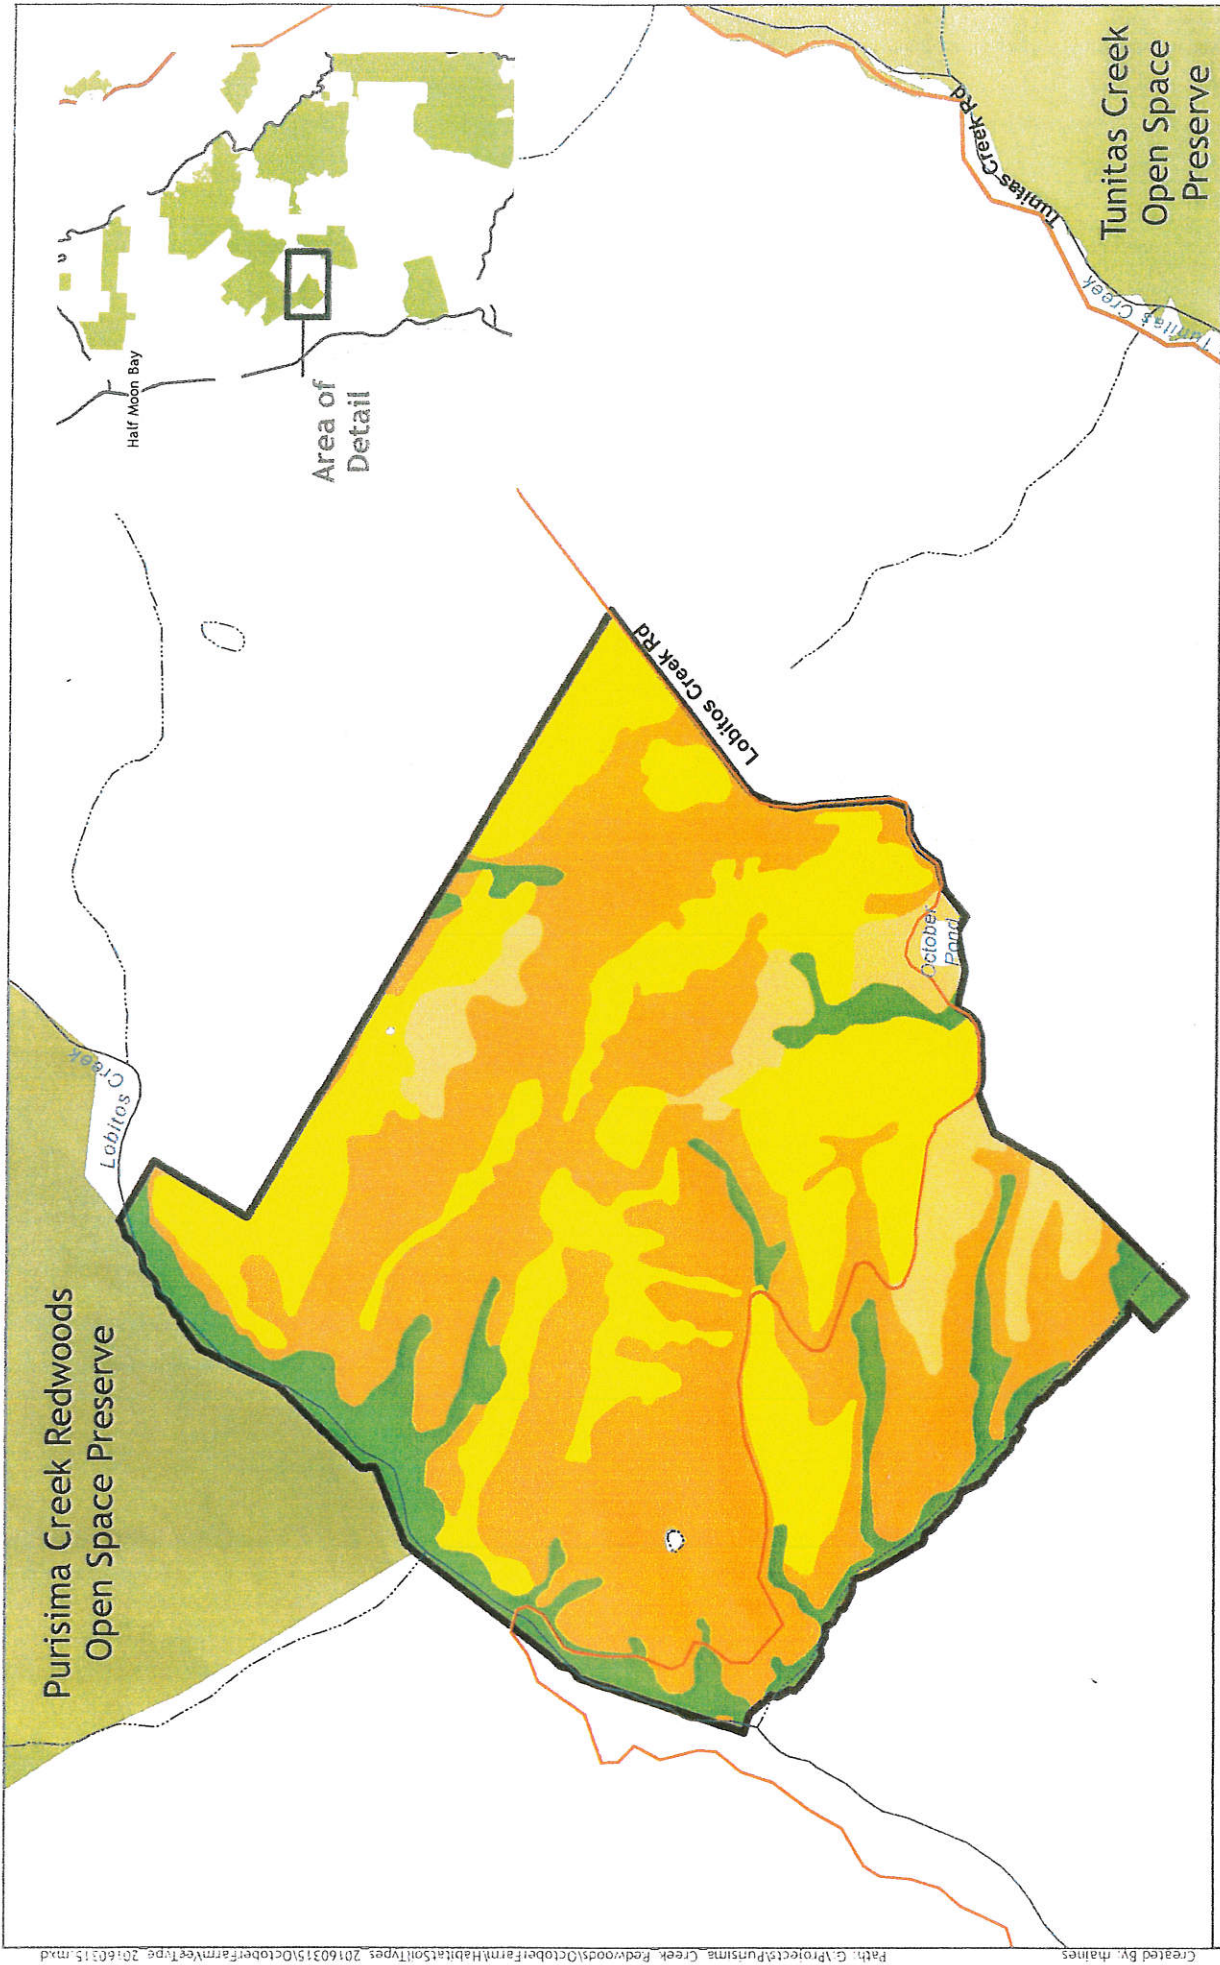 Purisima Creek Redwoods
Open Space Preserve
Lobitos Creek
Half Moon Bay
Area of
Detail
Lobitos Creek Rd
October
Pond
Tunitas Creek Rd
Tunitas Creek
Tunitas Creek
Open Space
Preserve
Created By: rhaines
Path: G:\Projects\Purisima_Creek_Redwoods\OctoberFarm\HabitatSoilTypes_20160315\OctoberFarmVegType_20160315.mxd